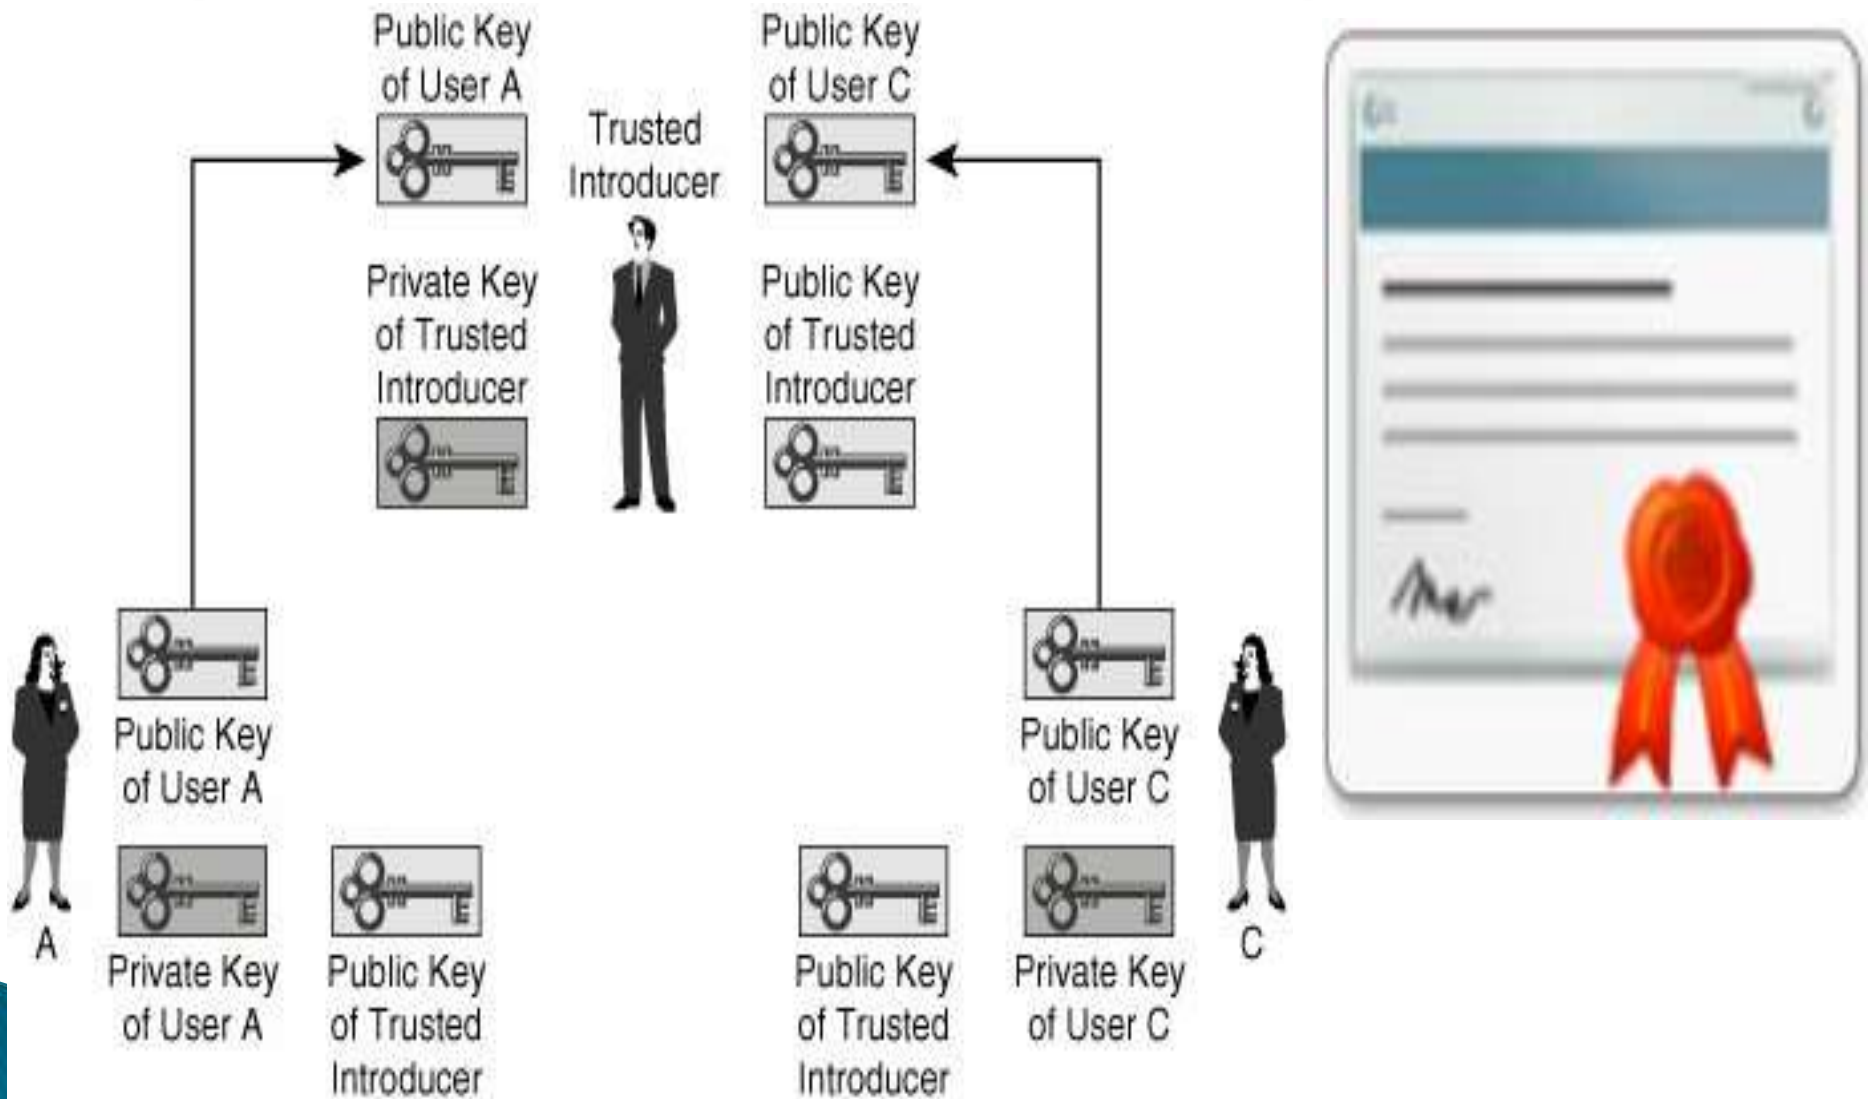 Public Key
of User A
Trusted
Introducer
Public Key
of User C
Private Key
of Trusted
Introducer
Public Key
of Trusted
Introducer
Public Key
of User A
Public Key
of User C
A
Private Key
of User A
Public Key
of Trusted
Introducer
Public Key
of Trusted
Introducer
Private Key
of User C
C